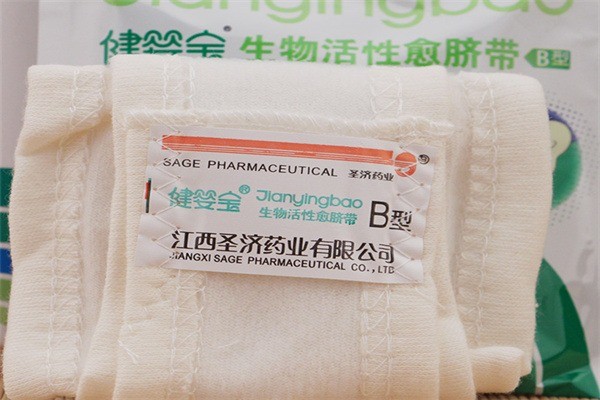 Jianyingbao
健婴宝® 生物活性愈脐带 B型
SAGE PHARMACEUTICAL 圣济药业 ®
健婴宝® Jianyingbao
生物活性愈脐带 B型
江西圣济药业有限公司
JIANGXI SAGE PHARMACEUTICAL CO.,LTD